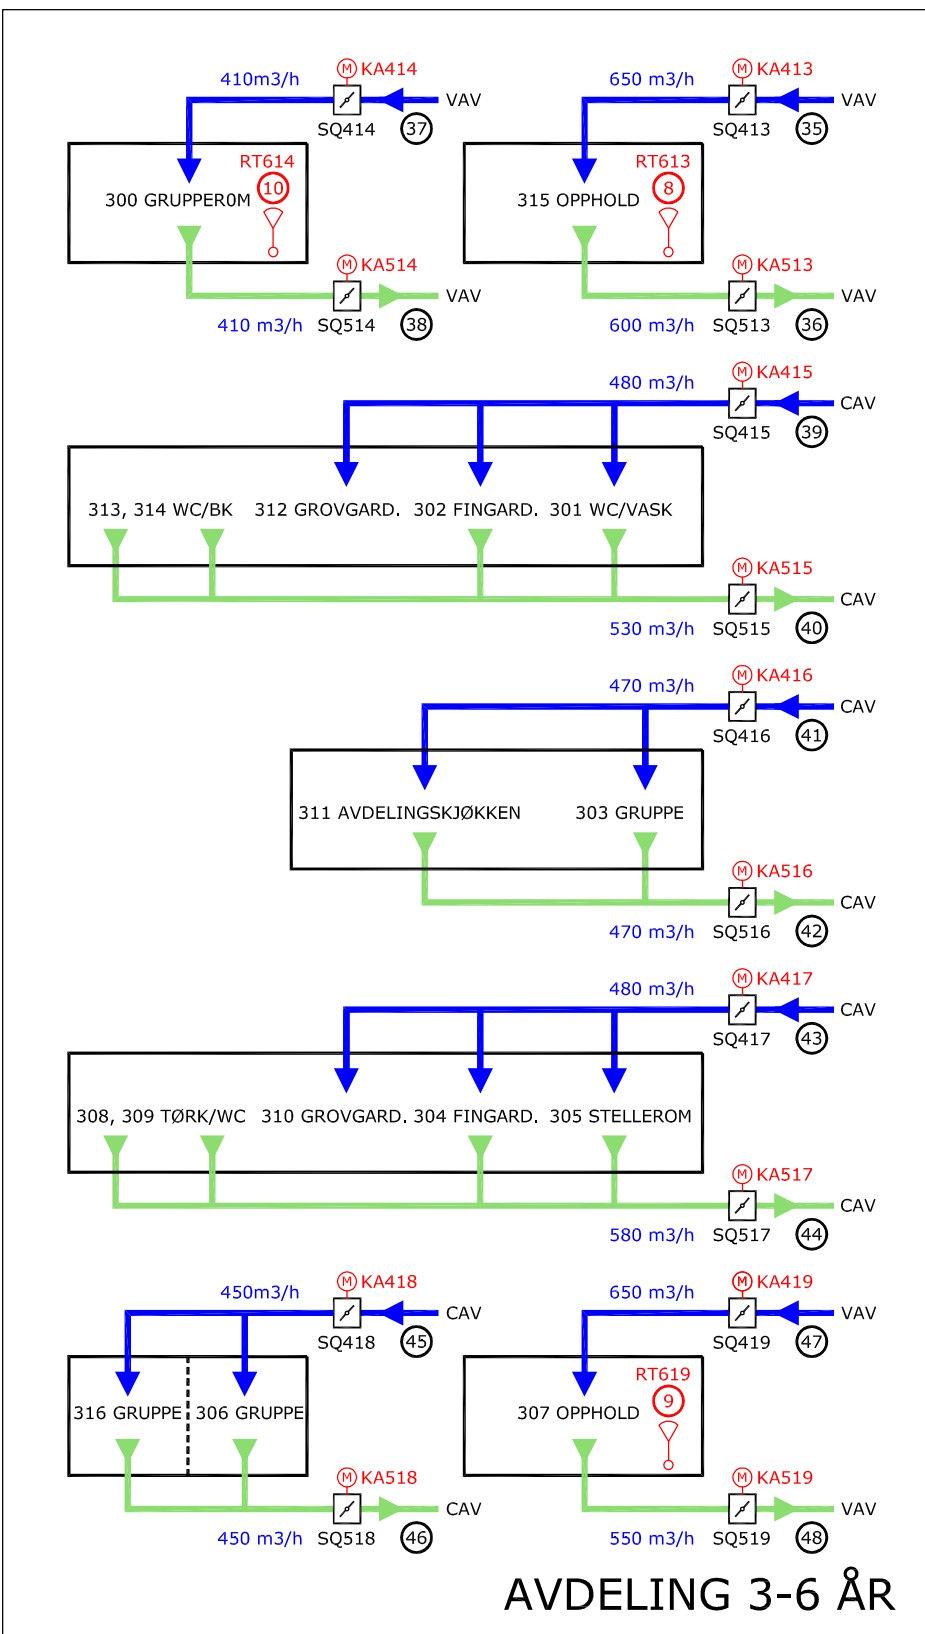 410m3/h
M KA414
VAV
SQ414 37
RT614
10
300 GRUPPER0M
M KA514
VAV
410 m3/h SQ514 38
650 m3/h
M KA413
VAV
SQ413 35
RT613
8
315 OPPHOLD
M KA513
VAV
600 m3/h SQ513 36
480 m3/h
M KA415
CAV
SQ415 39
313, 314 WC/BK 312 GROVGARD. 302 FINGARD. 301 WC/VASK
M KA515
CAV
530 m3/h SQ515 40
470 m3/h
M KA416
CAV
SQ416 41
311 AVDELINGSKJØKKEN 303 GRUPPE
M KA516
CAV
470 m3/h SQ516 42
480 m3/h
M KA417
CAV
SQ417 43
308, 309 TØRK/WC 310 GROVGARD. 304 FINGARD. 305 STELLEROM
M KA517
CAV
580 m3/h SQ517 44
450m3/h
M KA418
CAV
SQ418 45
316 GRUPPE 306 GRUPPE
M KA518
CAV
450 m3/h SQ518 46
650 m3/h
M KA419
VAV
SQ419 47
RT619
9
307 OPPHOLD
M KA519
VAV
550 m3/h SQ519 48
AVDELING 3-6 ÅR